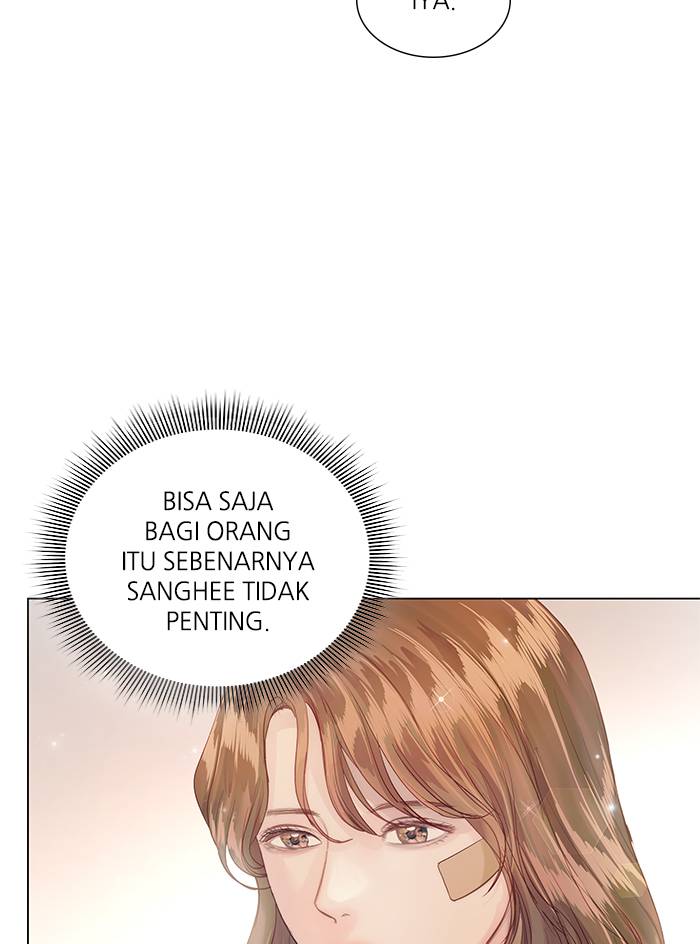 IYA.
BISA SAJA
BAGI ORANG
ITU SEBENARNYA
SANGHEE TIDAK
PENTING.